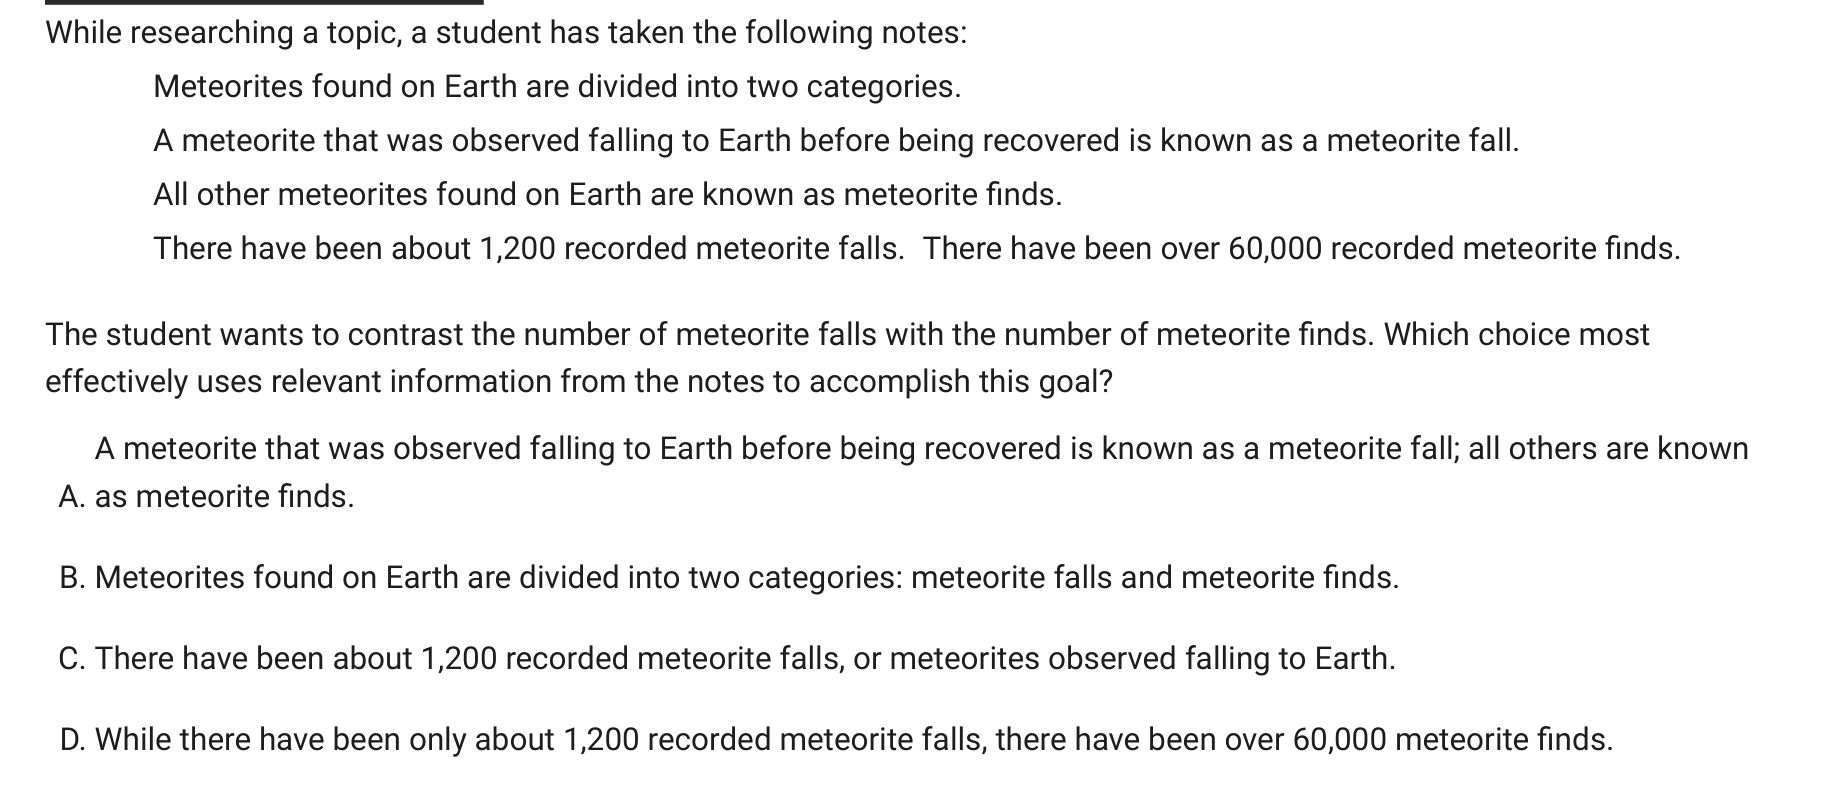 While researching a topic, a student has taken the following notes:
Meteorites found on Earth are divided into two categories.
A meteorite that was observed falling to Earth before being recovered is known as a meteorite fall.
All other meteorites found on Earth are known as meteorite finds.
There have been about 1,200 recorded meteorite falls.  There have been over 60,000 recorded meteorite finds.
The student wants to contrast the number of meteorite falls with the number of meteorite finds. Which choice most
effectively uses relevant information from the notes to accomplish this goal?
A meteorite that was observed falling to Earth before being recovered is known as a meteorite fall; all others are known
A. as meteorite finds.
B. Meteorites found on Earth are divided into two categories: meteorite falls and meteorite finds.
C. There have been about 1,200 recorded meteorite falls, or meteorites observed falling to Earth.
D. While there have been only about 1,200 recorded meteorite falls, there have been over 60,000 meteorite finds.